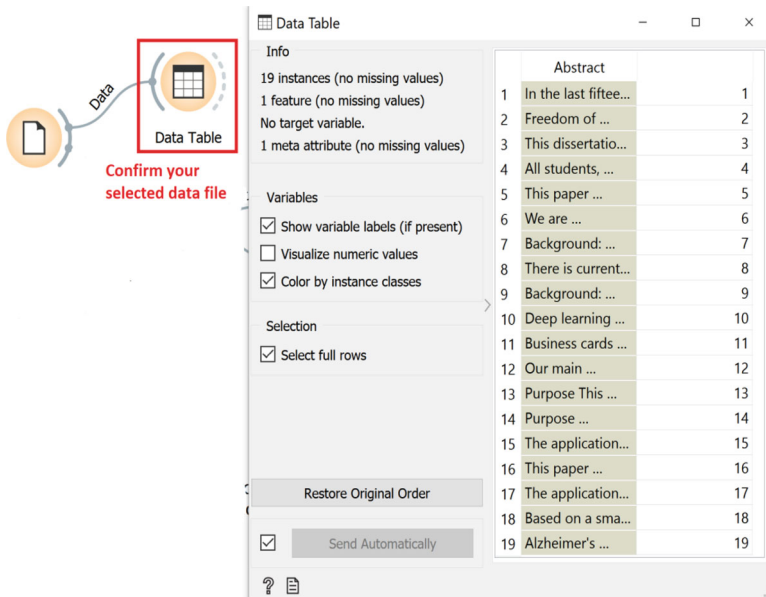 Data
Data Table
Confirm your
selected data file
Data Table
Info
19 instances (no missing values)
1 feature (no missing values)
No target variable.
1 meta attribute (no missing values)
Variables
Show variable labels (if present)
Visualize numeric values
Color by instance classes
Selection
Select full rows
Restore Original Order
Send Automatically
Abstract
1 In the last fiftee... 1
2 Freedom of ... 2
3 This dissertatio... 3
4 All students, ... 4
5 This paper ... 5
6 We are ... 6
7 Background: ... 7
8 There is current... 8
9 Background: ... 9
10 Deep learning ... 10
11 Business cards ... 11
12 Our main ... 12
13 Purpose This ... 13
14 Purpose ... 14
15 The application... 15
16 This paper ... 16
17 The application... 17
18 Based on a sma... 18
19 Alzheimer's ... 19